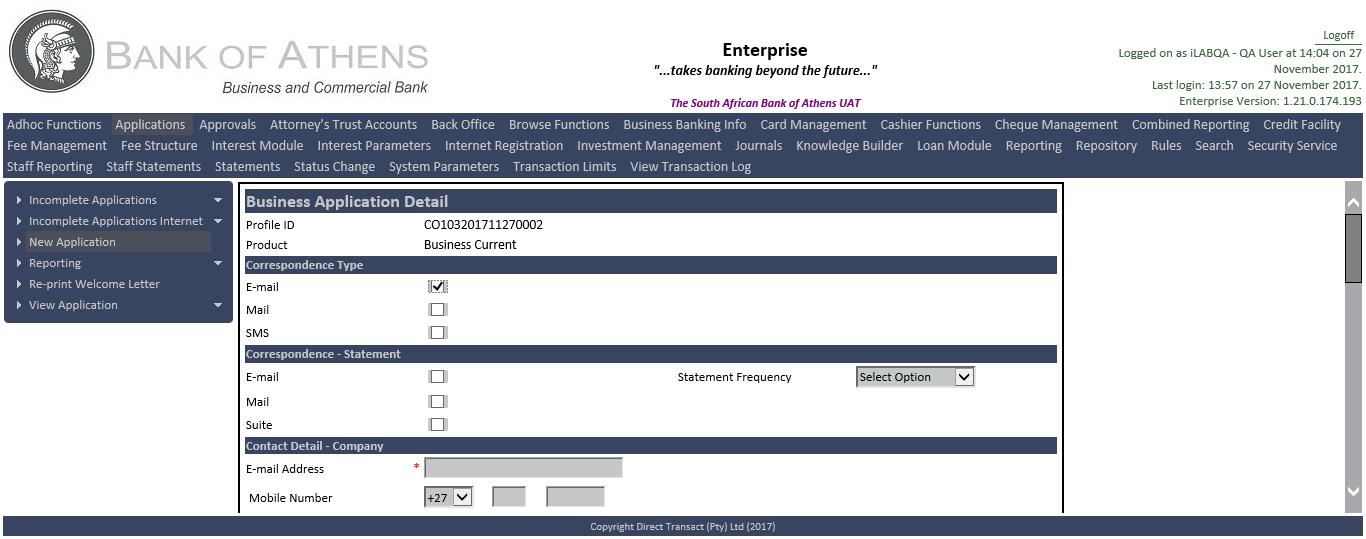 BANK OF ATHENS
Business and Commercial Bank
Enterprise
"...takes banking beyond the future..."
The South African Bank of Athens UAT
Logoff
Logged on as iLABQA - QA User at 14:04 on 27
November 2017.
Last login: 13:57 on 27 November 2017.
Enterprise Version: 1.21.0.174.193
Adhoc Functions Applications Approvals Attorney's Trust Accounts Back Office Browse Functions Business Banking Info Card Management Cashier Functions Cheque Management Combined Reporting Credit Facility
Fee Management Fee Structure Interest Module Interest Parameters Internet Registration Investment Management Journals Knowledge Builder Loan Module Reporting Repository Rules Search Security Service
Staff Reporting Staff Statements Statements Status Change System Parameters Transaction Limits View Transaction Log
Incomplete Applications
Incomplete Applications Internet
New Application
Reporting
Re-print Welcome Letter
View Application
Business Application Detail
Profile ID CO103201711270002
Product Business Current
Correspondence Type
E-mail
Mail
SMS
Correspondence - Statement
E-mail Statement Frequency Select Option
Mail
Suite
Contact Detail - Company
E-mail Address *
Mobile Number +27
Copyright Direct Transact (Pty) Ltd (2017)